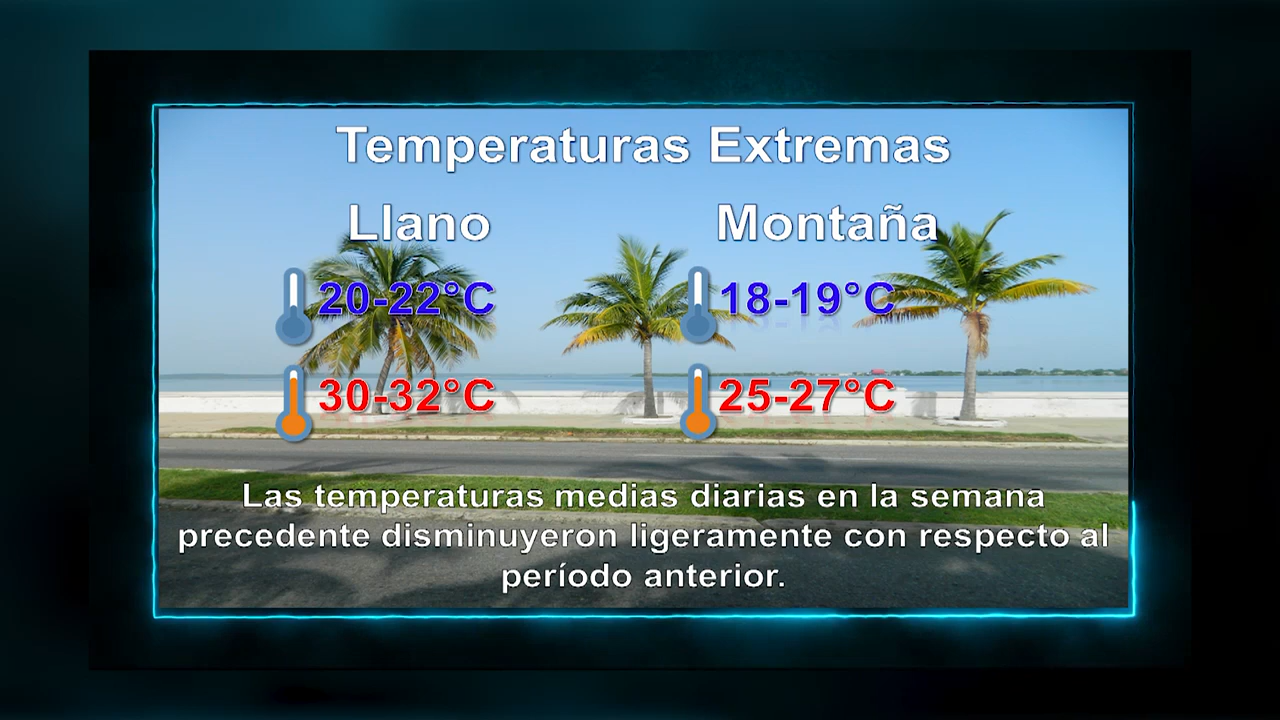 Temperaturas Extremas
Llano Montaña
20-22°C 18-19°C
30-32°C 25-27°C
Las temperaturas medias diarias en la semana
precedente disminuyeron ligeramente con respecto al
período anterior.